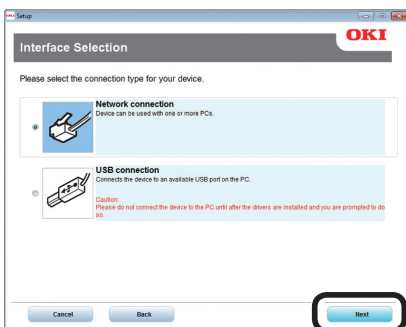 OKI Setup
Interface Selection
OKI
Please select the connection type for your device.
Network connection
Device can be used with one or more PCs.
USB connection
Connects the device to an available USB port on the PC.
Caution:
Please do not connect the device to the PC until after the drivers are installed and you are prompted to do
so.
Cancel Back Next